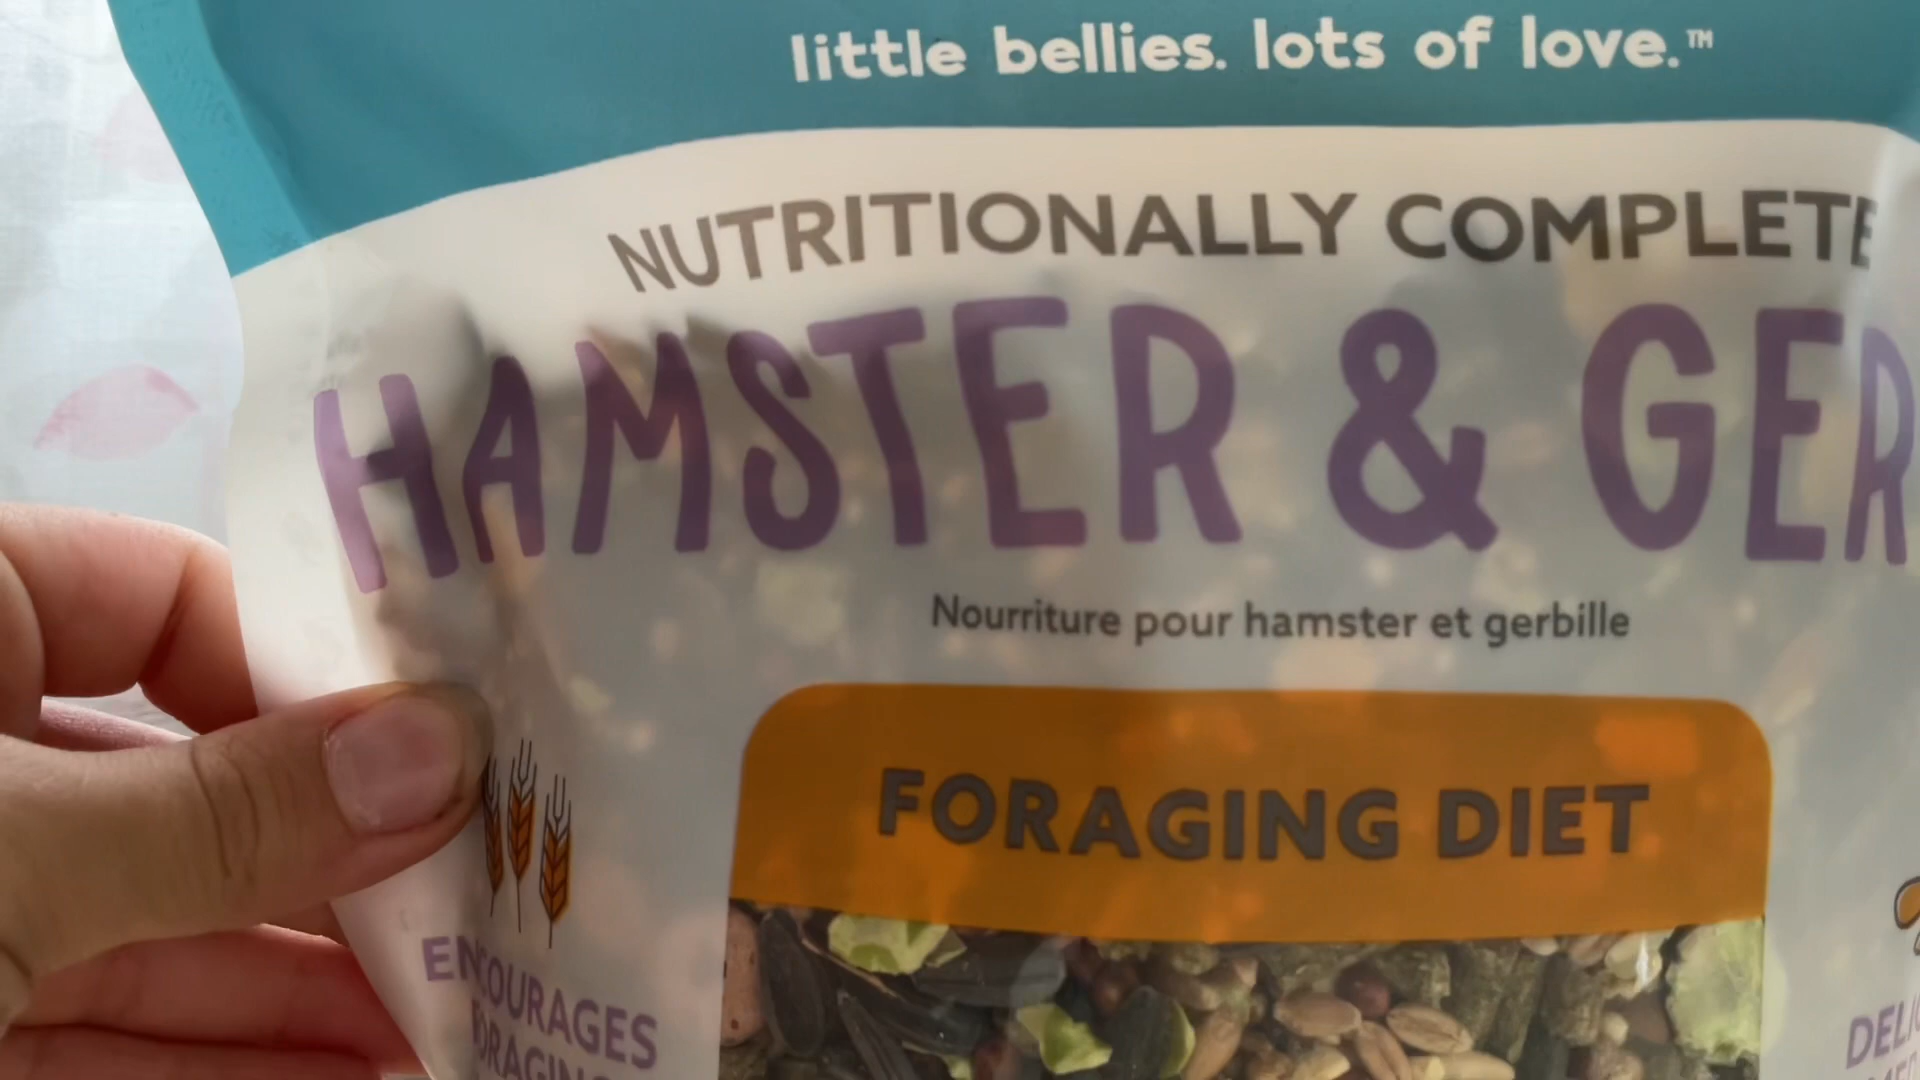 little bellies. lots of love.™
NUTRITIONALLY COMPLETE
HAMSTER & GER
Nourriture pour hamster et gerbille
FORAGING DIET
ENCOURAGES
FORAGING